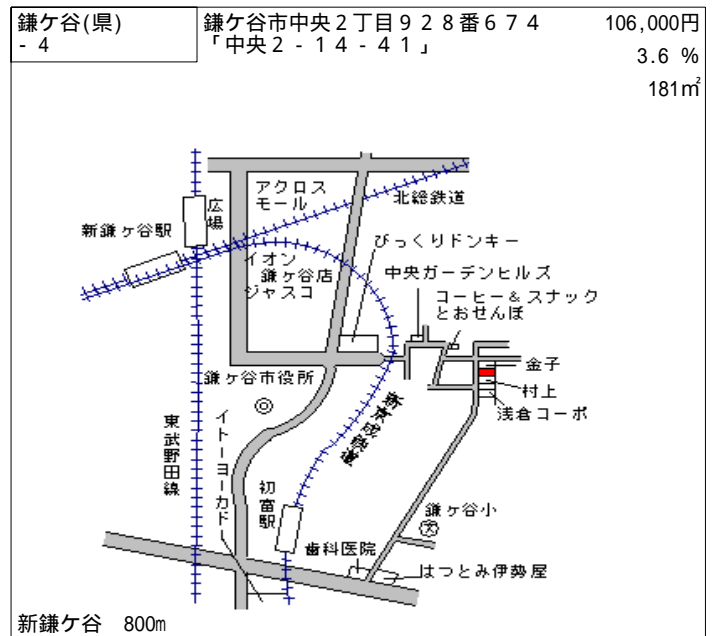 鎌ケ谷(県)
- 4
鎌ケ谷市中央２丁目９２８番６７４
「中央２-１４-４１」
106,000円
3.6 %
181㎡
アクロス
モール
広場
北総鉄道
新鎌ヶ谷駅
びっくりドンキー
イオン
鎌ヶ谷店
ジャスコ
中央ガーデンヒルズ
コーヒー＆スナック
とおせんぼ
金子
鎌ヶ谷市役所
村上
浅倉コーポ
新京成鉄道
東武野田線
イトーヨーカドー
初富駅
鎌ヶ谷小
文
歯科医院
はつとみ伊勢屋
新鎌ケ谷　800m